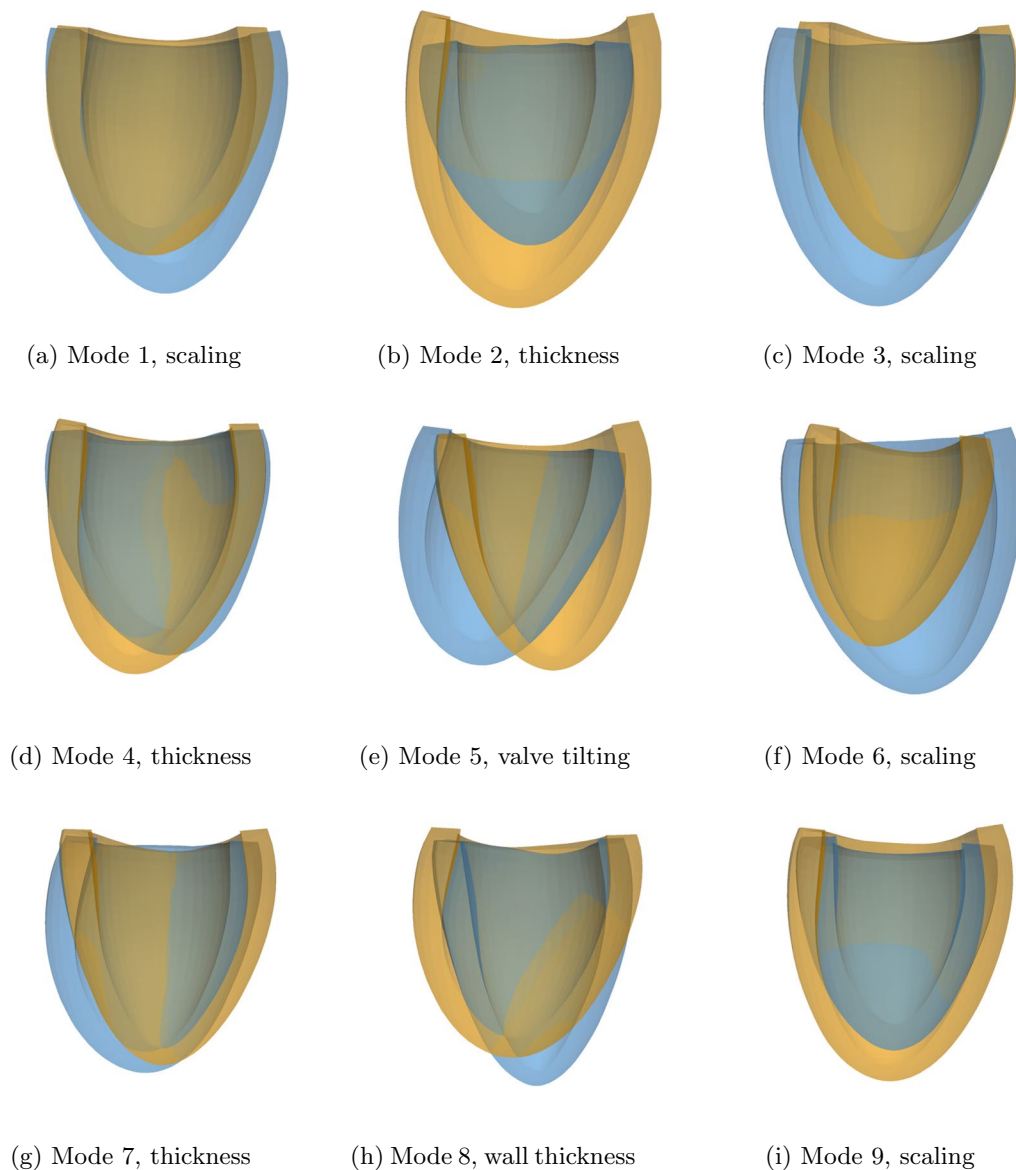 (a) Mode 1, scaling
(b) Mode 2, thickness
(c) Mode 3, scaling
(d) Mode 4, thickness
(e) Mode 5, valve tilting
(f) Mode 6, scaling
(g) Mode 7, thickness
(h) Mode 8, wall thickness
(i) Mode 9, scaling